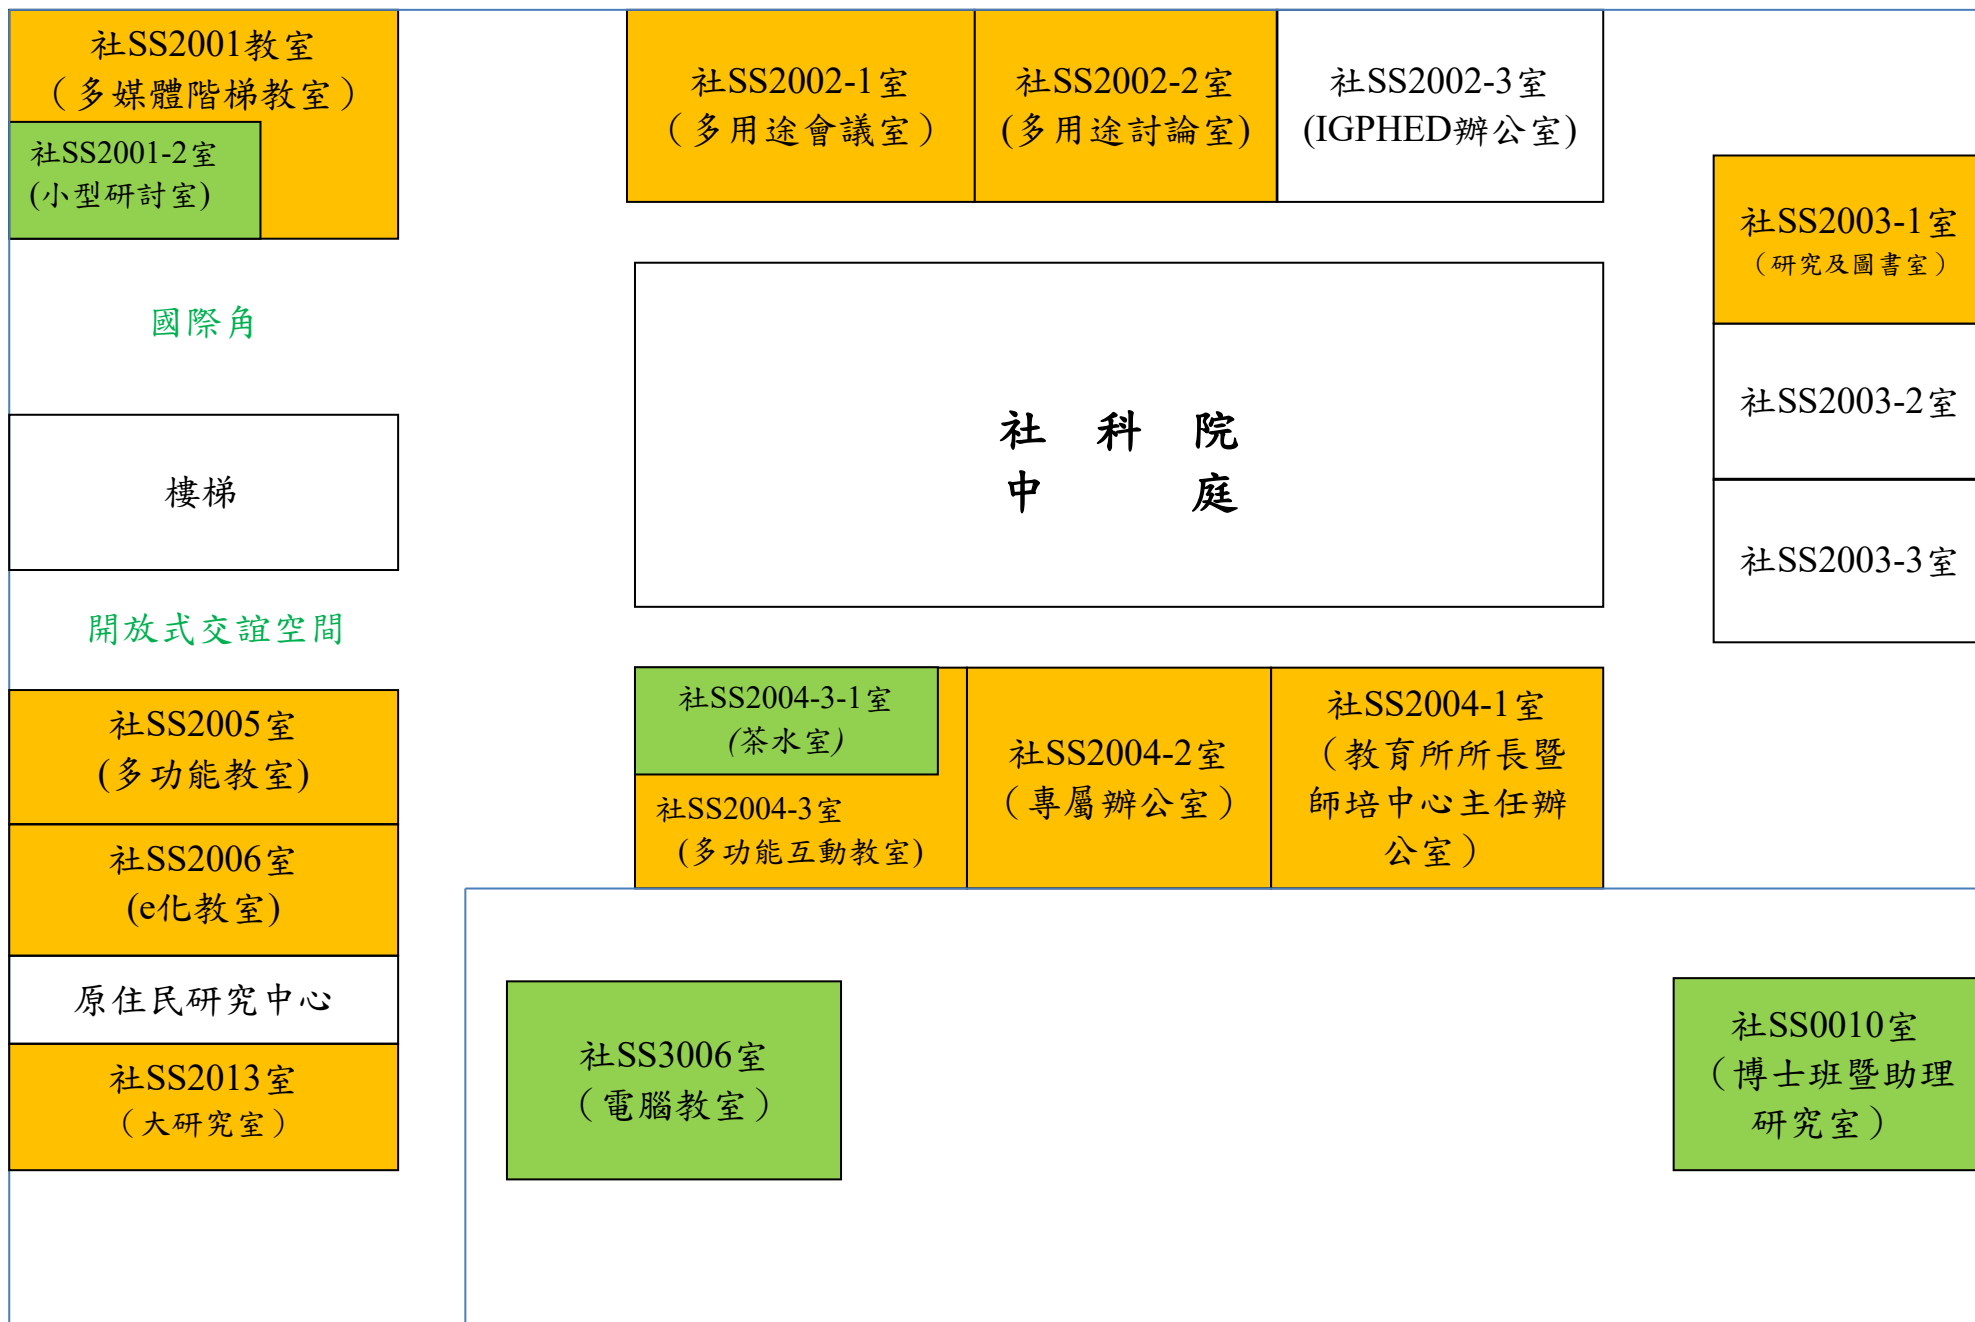 社SS2001教室
（多媒體階梯教室）
社SS2001-2室
(小型研討室)
社SS2002-1室
（多用途會議室）
社SS2002-2室
(多用途討論室)
社SS2002-3室
(IGPHED辦公室)
社SS2003-1室
（研究及圖書室）
國際角
社SS2003-2室
樓梯
社　科　院
中　　　庭
社SS2003-3室
開放式交誼空間
社SS2005室
(多功能教室)
社SS2004-3-1室
(茶水室)
社SS2004-3室
(多功能互動教室)
社SS2004-2室
（專屬辦公室）
社SS2004-1室
（教育所所長暨
師培中心主任辦
公室）
社SS2006室
(e化教室)
原住民研究中心
社SS2013室
（大研究室）
社SS3006室
（電腦教室）
社SS0010室
（博士班暨助理
研究室）